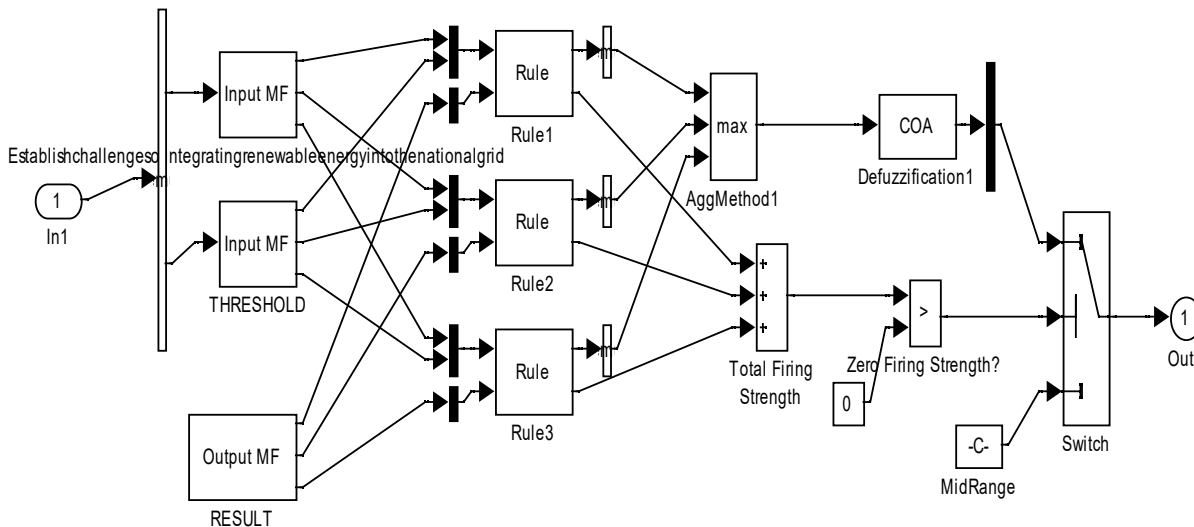 Input MF
Establishchallengesofintegratingrenewableenergyintothenationalgrid
m
1
In1
Input MF
THRESHOLD
Output MF
RESULT
Rule
Rule1
m
Rule
Rule2
m
Rule
Rule3
m
max
AggMethod1
COA
Defuzzification1
+
+
+
Total Firing
Strength
>
Zero Firing Strength?
0
-C-
MidRange
Switch
1
Out